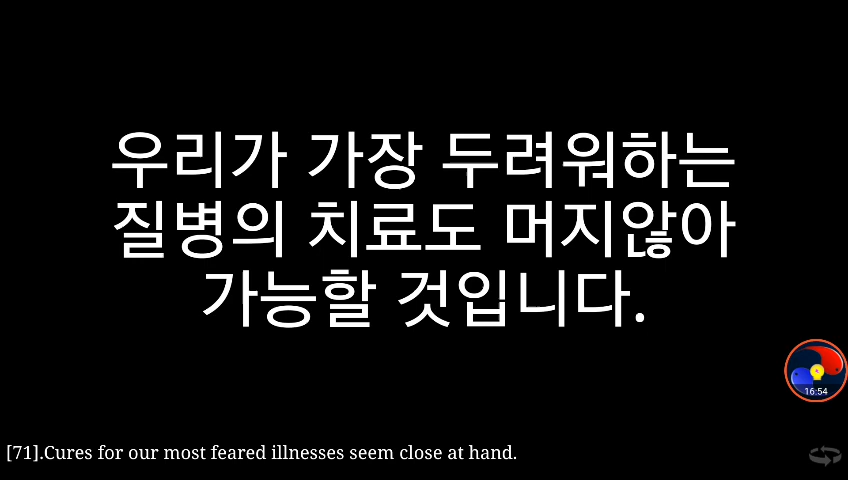 우리가 가장 두려워하는
질병의 치료도 머지않아
가능할 것입니다.
16:54
[71].Cures for our most feared illnesses seem close at hand.